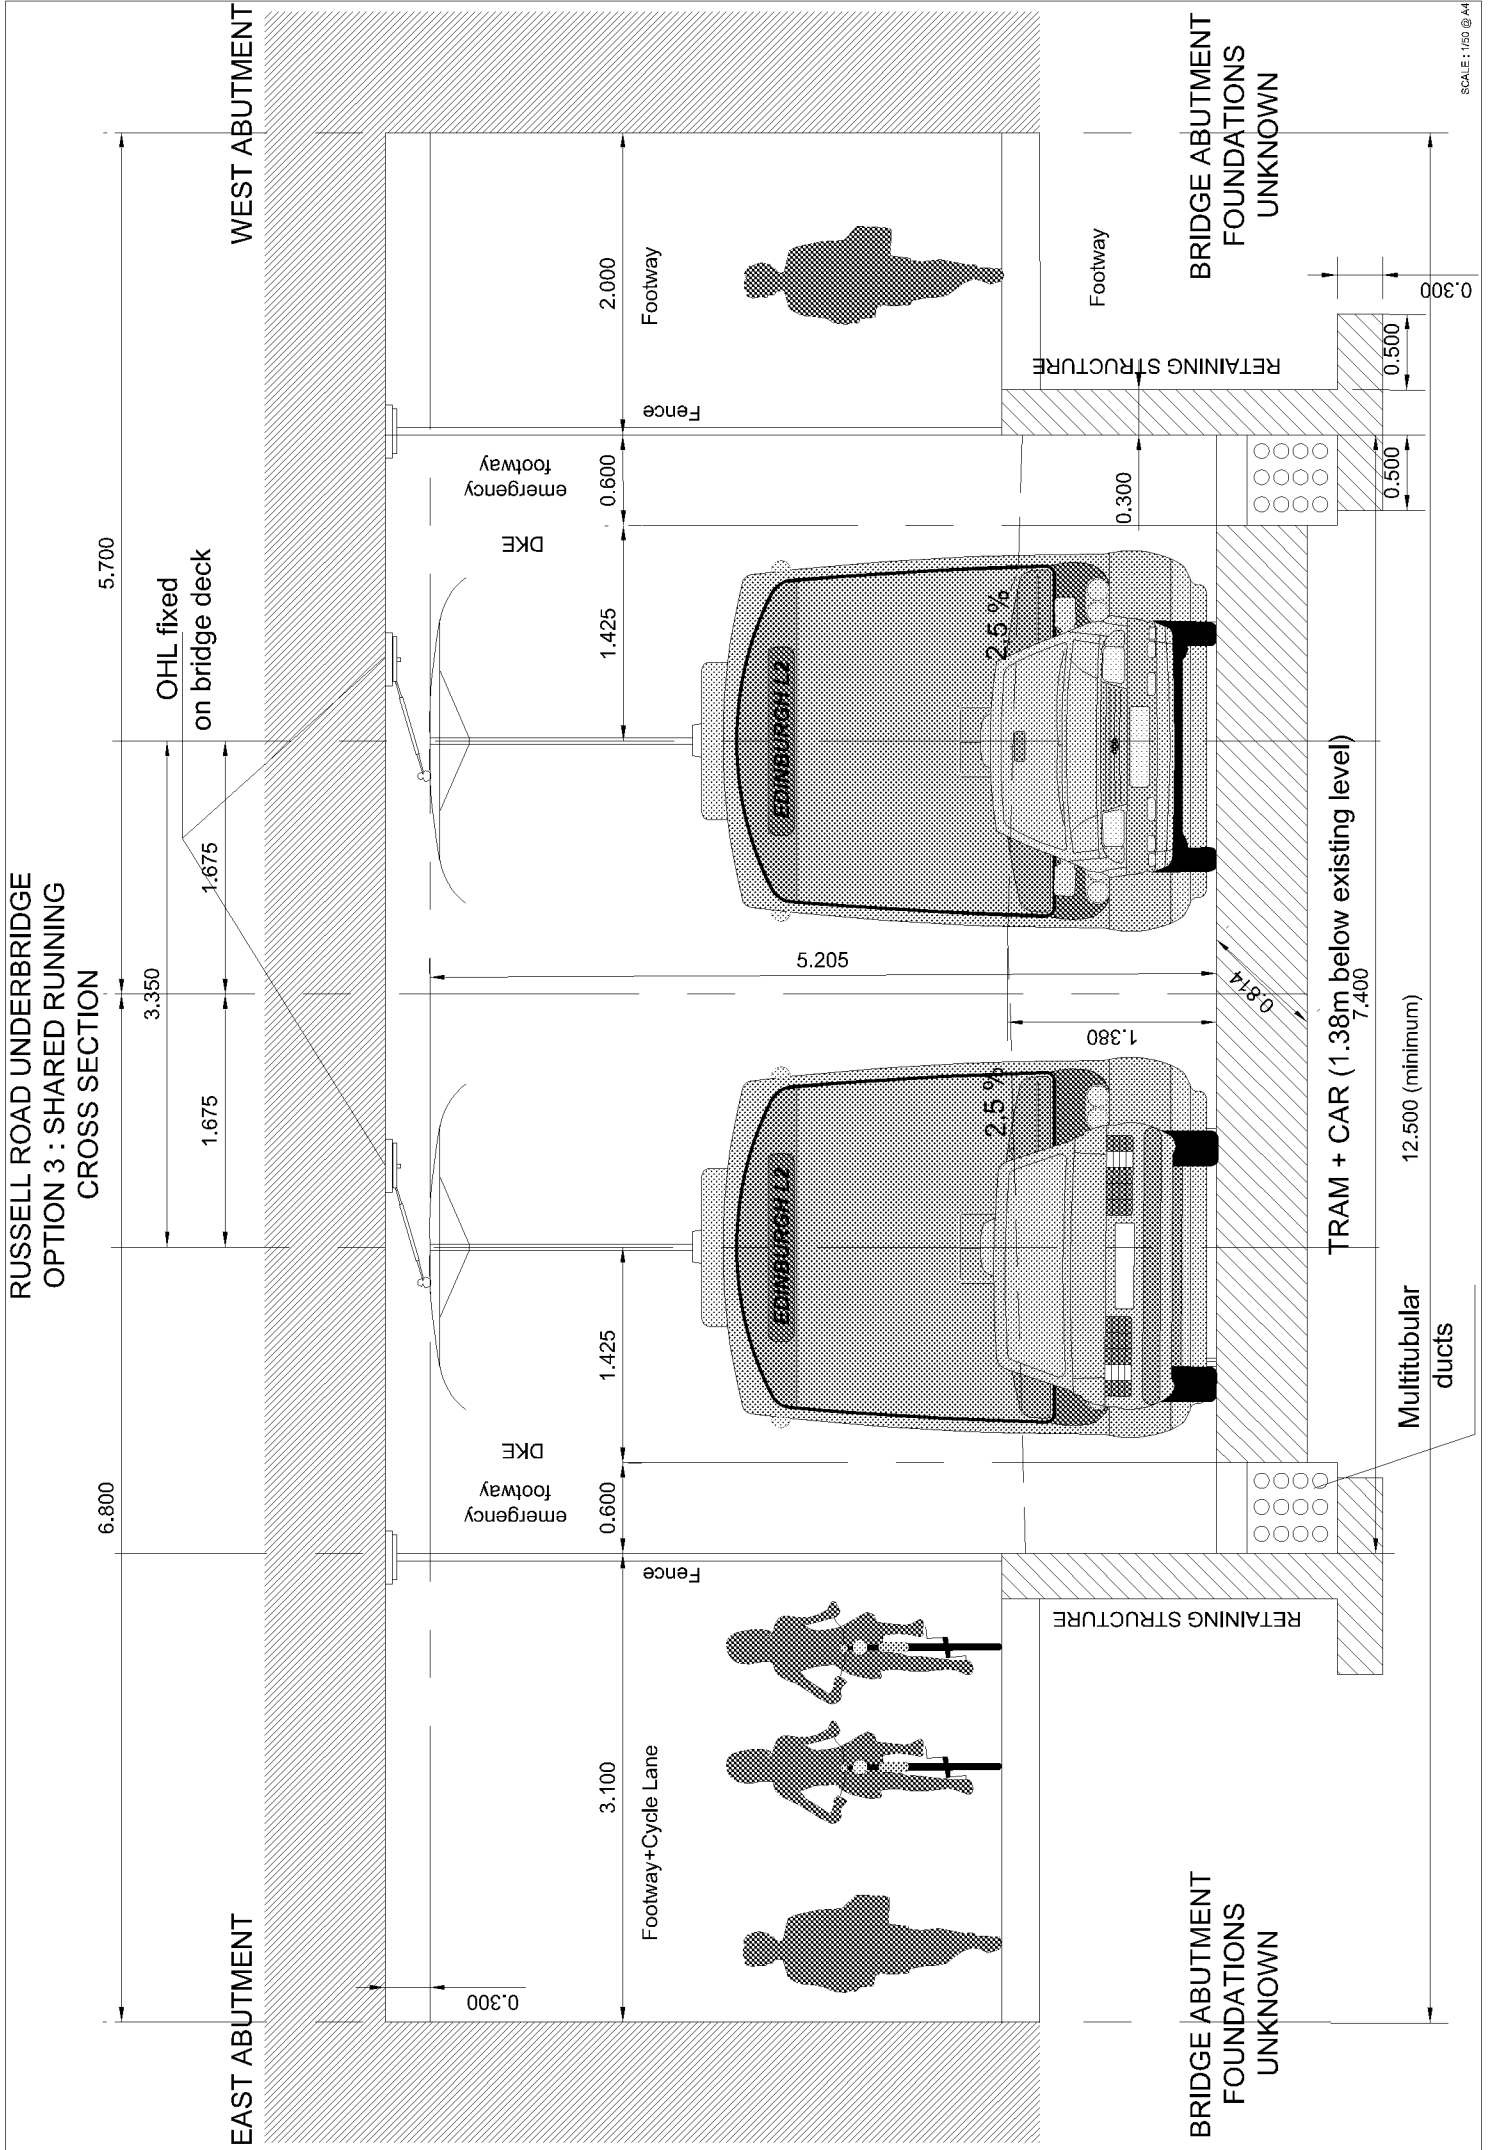 RUSSELL ROAD UNDERBRIDGE
OPTION 3 : SHARED RUNNING
CROSS SECTION
EAST ABUTMENT
WEST ABUTMENT
6.800
5.700
3.350
1.675
1.675
OHL fixed
on bridge deck
0.300
DKE
emergency
footway
DKE
emergency
footway
3.100
0.600
1.425
1.425
0.600
2.000
Footway+Cycle Lane
Fence
Fence
Footway
EDINBURGH L2
EDINBURGH L2
5.205
2.5 %
2.5 %
1.380
Footway
0.300
RETAINING STRUCTURE
RETAINING STRUCTURE
0.814
BRIDGE ABUTMENT
FOUNDATIONS
UNKNOWN
BRIDGE ABUTMENT
FOUNDATIONS
UNKNOWN
TRAM + CAR (1.38m below existing level)
7.400
0.500
0.500
0.300
Multitubular
ducts
12.500 (minimum)
SCALE : 1/50 @ A4